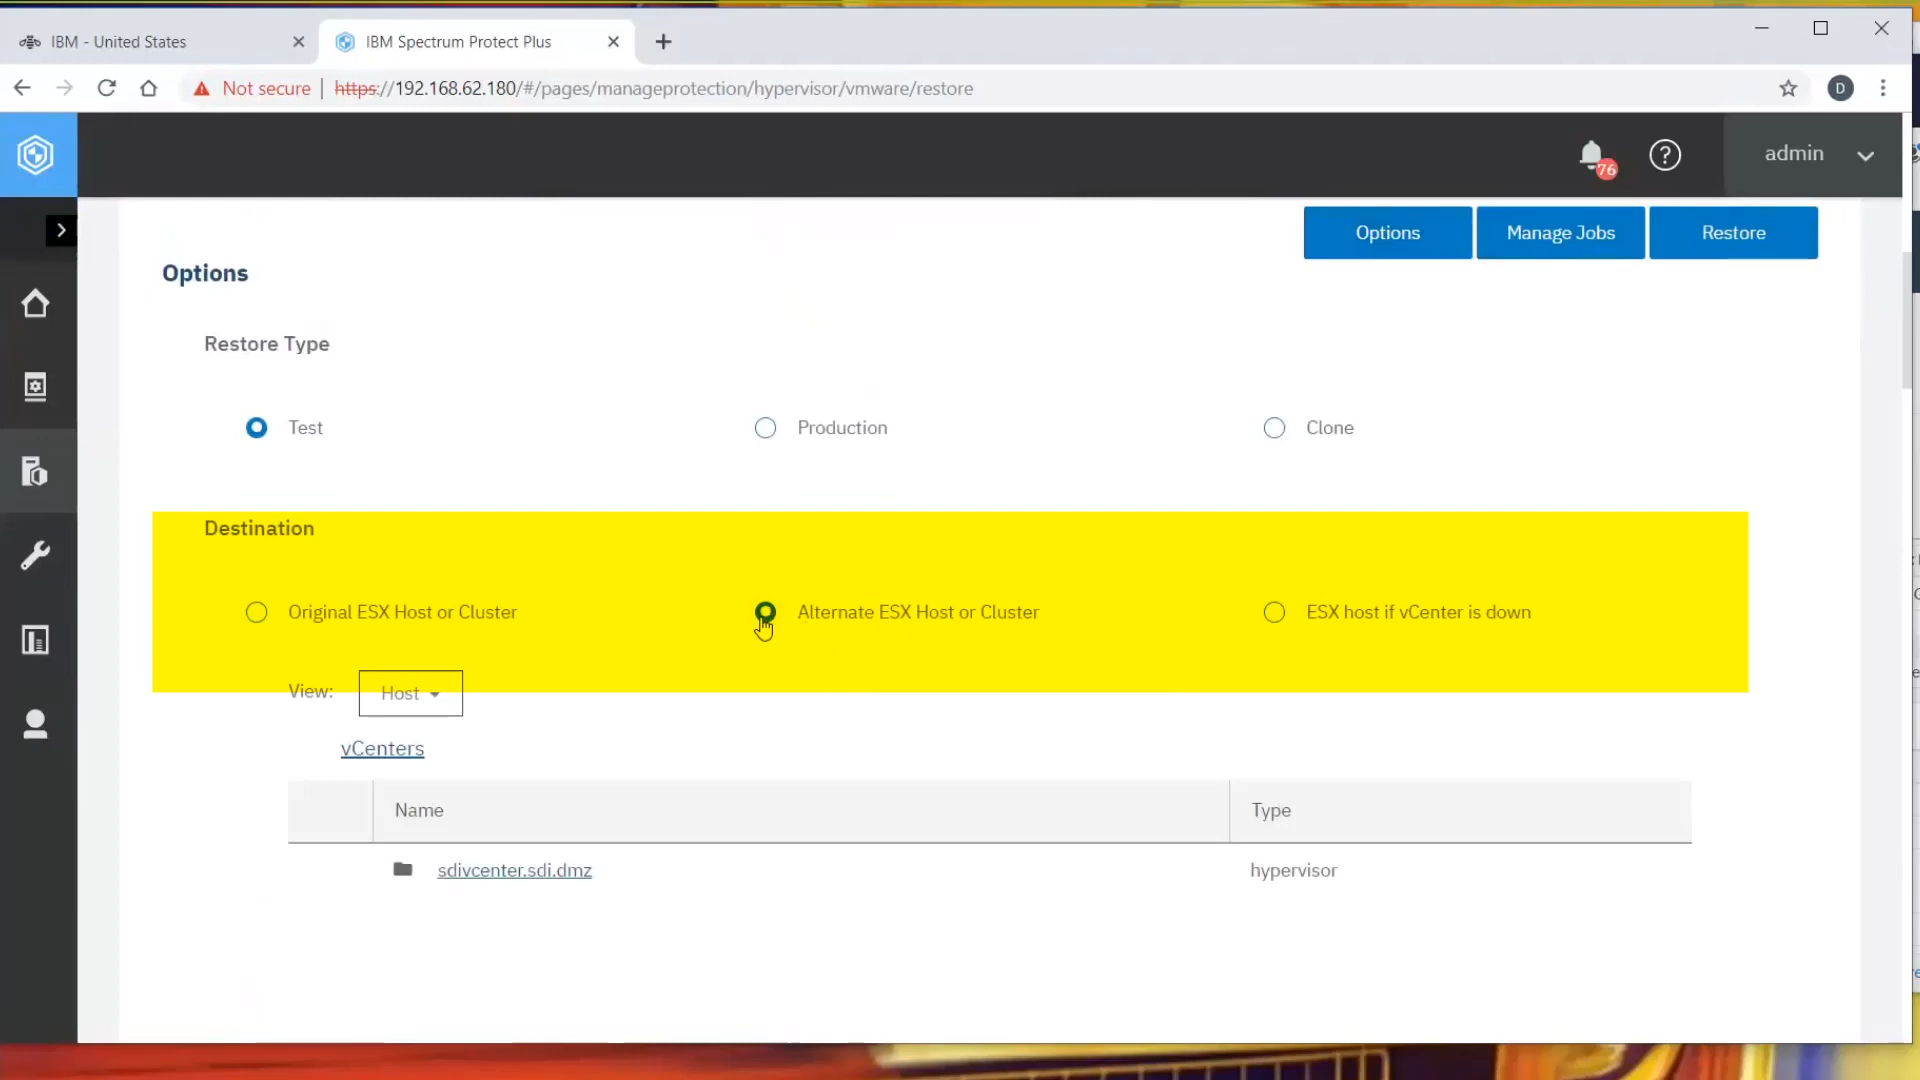 IBM - United States
IBM Spectrum Protect Plus
Not secure | https://192.168.62.180/#/pages/manageprotection/hypervisor/vmware/restore
D
76
?
admin
Options
Manage Jobs
Restore
Options
Restore Type
Test
Production
Clone
Destination
Original ESX Host or Cluster
Alternate ESX Host or Cluster
ESX host if vCenter is down
View:
Host
vCenters
Name
Type
sdivcenter.sdi.dmz
hypervisor